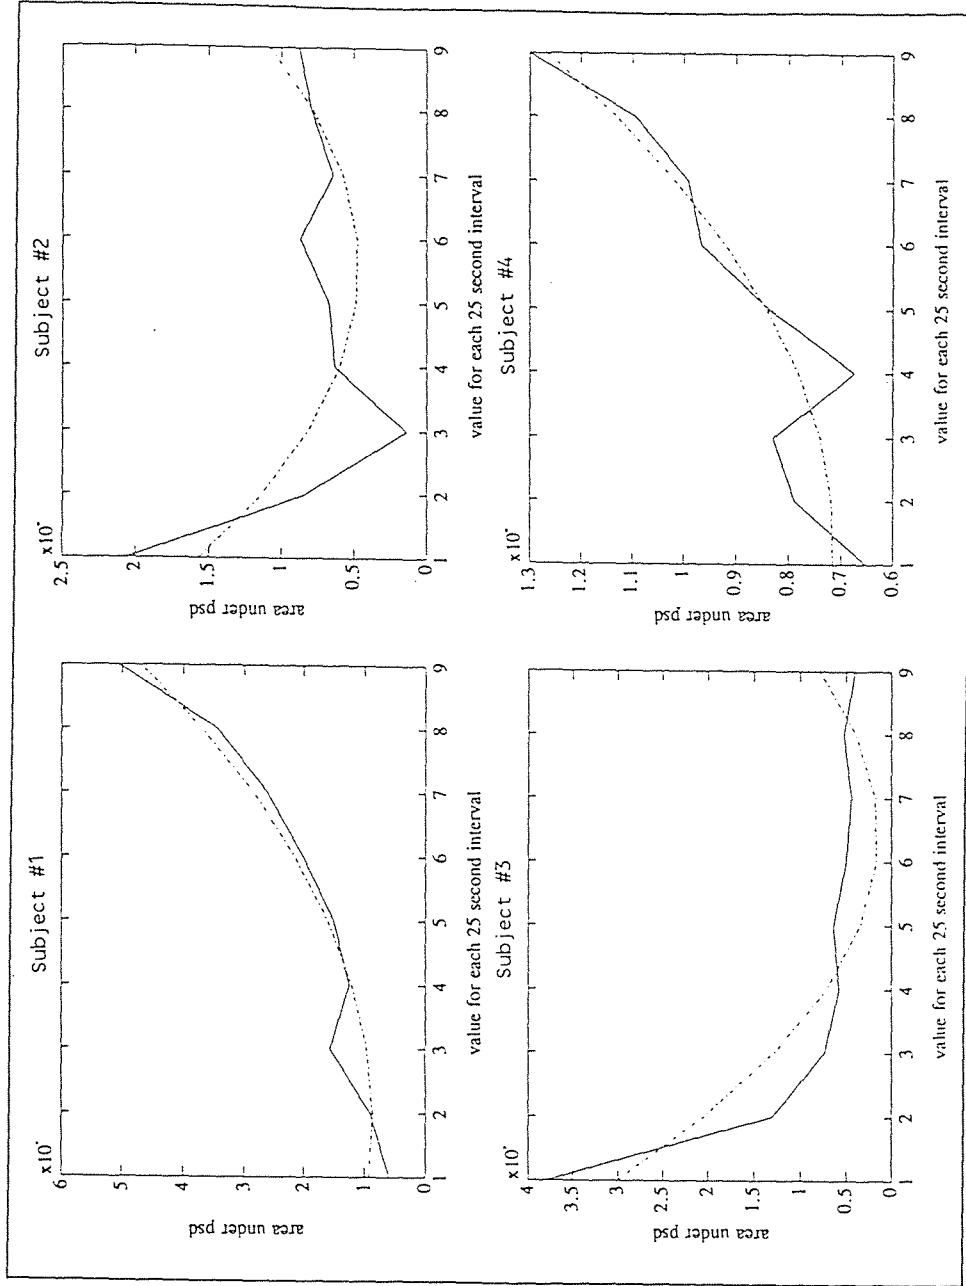 Subject #1
x10
6
5
4
3
2
1
0
area under psd
1 2 3 4 5 6 7 8 9
value for each 25 second interval
Subject #2
x10
2.5
2
1.5
1
0.5
0
area under psd
1 2 3 4 5 6 7 8 9
value for each 25 second interval
Subject #3
x10
4
3.5
3
2.5
2
1.5
1
0.5
0
area under psd
1 2 3 4 5 6 7 8 9
value for each 25 second interval
Subject #4
x10
1.3
1.2
1.1
1
0.9
0.8
0.7
0.6
area under psd
1 2 3 4 5 6 7 8 9
value for each 25 second interval